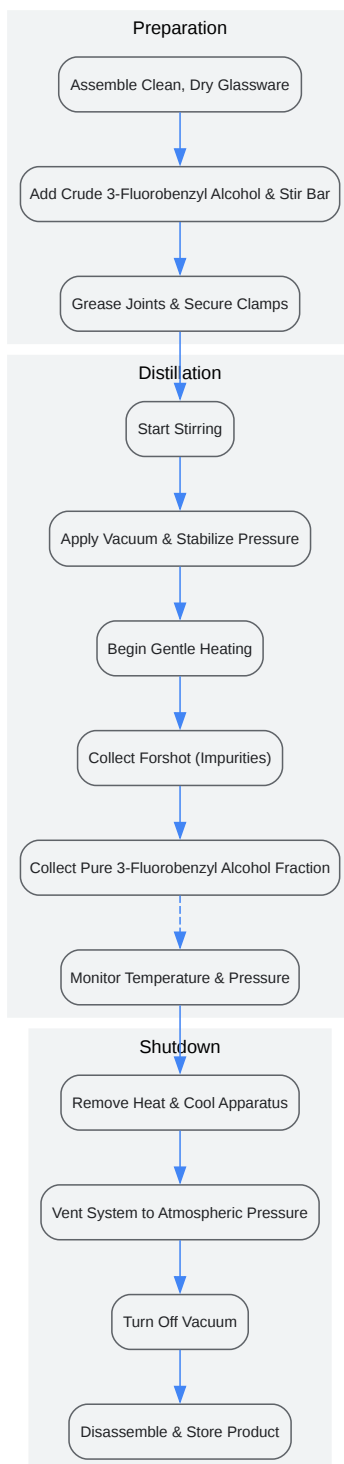 Preparation
Assemble Clean, Dry Glassware
Add Crude 3-Fluorobenzyl Alcohol & Stir Bar
Grease Joints & Secure Clamps
Distillation
Start Stirring
Apply Vacuum & Stabilize Pressure
Begin Gentle Heating
Collect Forshot (Impurities)
Collect Pure 3-Fluorobenzyl Alcohol Fraction
Monitor Temperature & Pressure
Shutdown
Remove Heat & Cool Apparatus
Vent System to Atmospheric Pressure
Turn Off Vacuum
Disassemble & Store Product